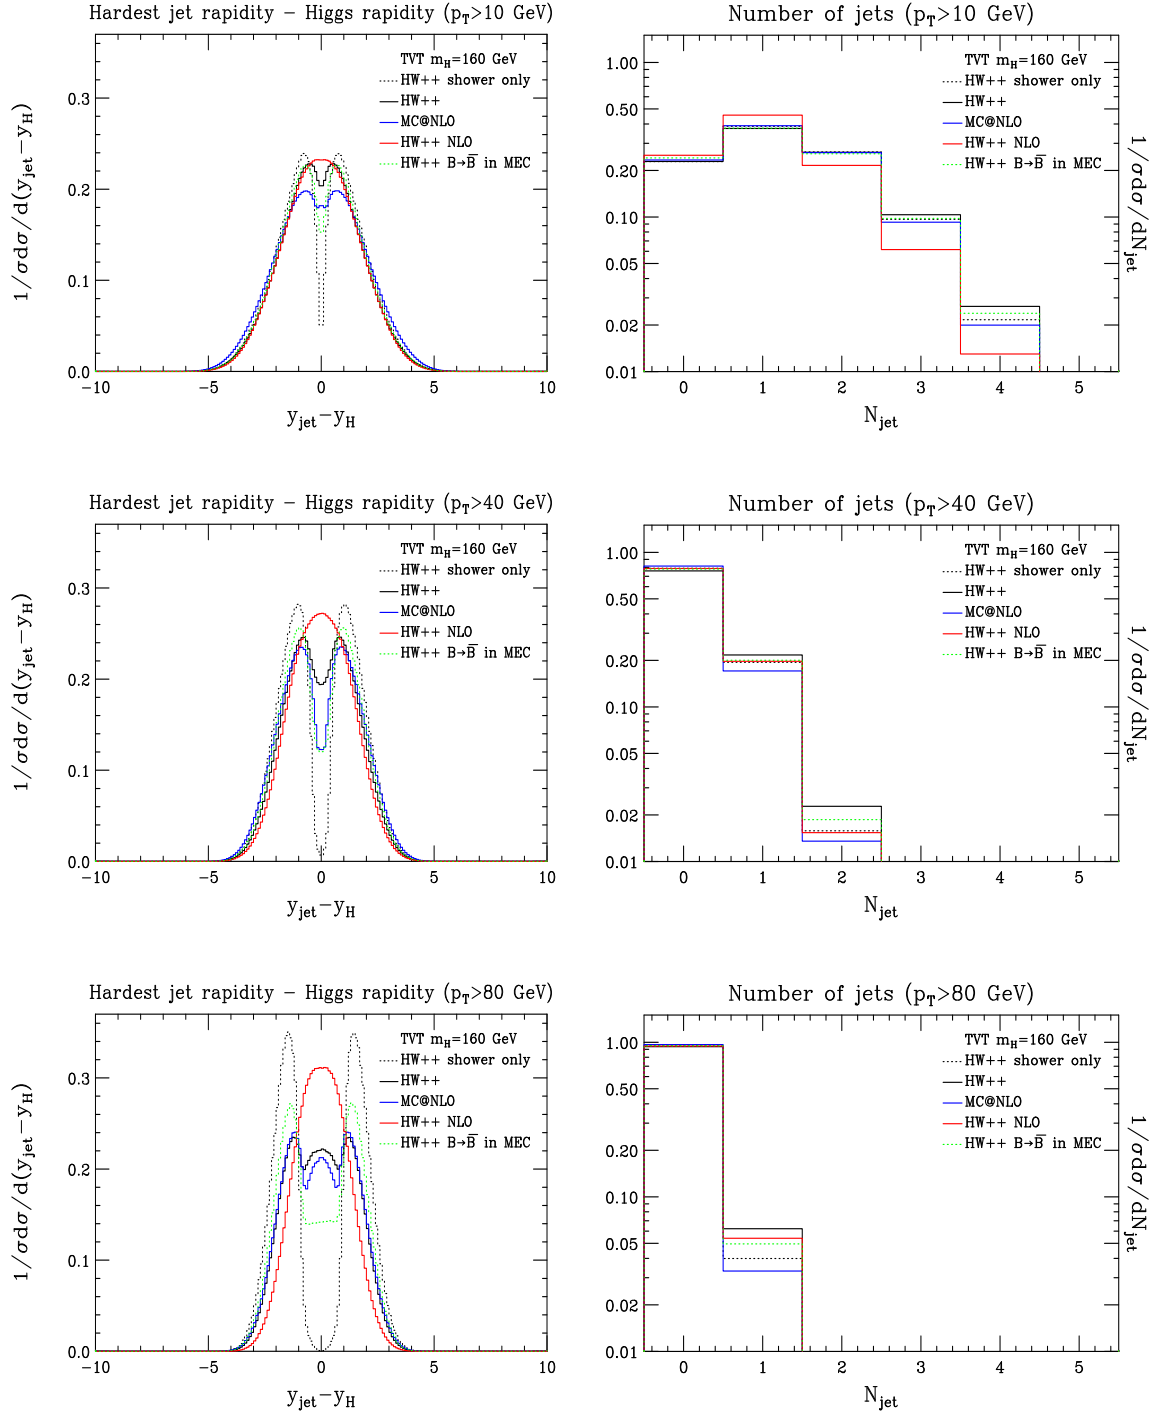 Hardest jet rapidity − Higgs rapidity (pT>10 GeV)
1/σdσ/d(yjet−yH)
0.3
0.2
0.1
0.0
TVT mH=160 GeV
HW++ shower only
HW++
MC@NLO
HW++ NLO
HW++ B→B̅ in MEC
−10
−5
0
5
10
yjet−yH
Number of jets (pT>10 GeV)
1.00
0.50
0.20
0.10
0.05
0.02
0.01
TVT mH=160 GeV
HW++ shower only
HW++
MC@NLO
HW++ NLO
HW++ B→B̅ in MEC
1/σdσ/dNjet
0
1
2
3
4
5
Njet
Hardest jet rapidity − Higgs rapidity (pT>40 GeV)
1/σdσ/d(yjet−yH)
0.3
0.2
0.1
0.0
TVT mH=160 GeV
HW++ shower only
HW++
MC@NLO
HW++ NLO
HW++ B→B̅ in MEC
−10
−5
0
5
10
yjet−yH
Number of jets (pT>40 GeV)
1.00
0.50
0.20
0.10
0.05
0.02
0.01
TVT mH=160 GeV
HW++ shower only
HW++
MC@NLO
HW++ NLO
HW++ B→B̅ in MEC
1/σdσ/dNjet
0
1
2
3
4
5
Njet
Hardest jet rapidity − Higgs rapidity (pT>80 GeV)
1/σdσ/d(yjet−yH)
0.3
0.2
0.1
0.0
TVT mH=160 GeV
HW++ shower only
HW++
MC@NLO
HW++ NLO
HW++ B→B̅ in MEC
−10
−5
0
5
10
yjet−yH
Number of jets (pT>80 GeV)
1.00
0.50
0.20
0.10
0.05
0.02
0.01
TVT mH=160 GeV
HW++ shower only
HW++
MC@NLO
HW++ NLO
HW++ B→B̅ in MEC
1/σdσ/dNjet
0
1
2
3
4
5
Njet